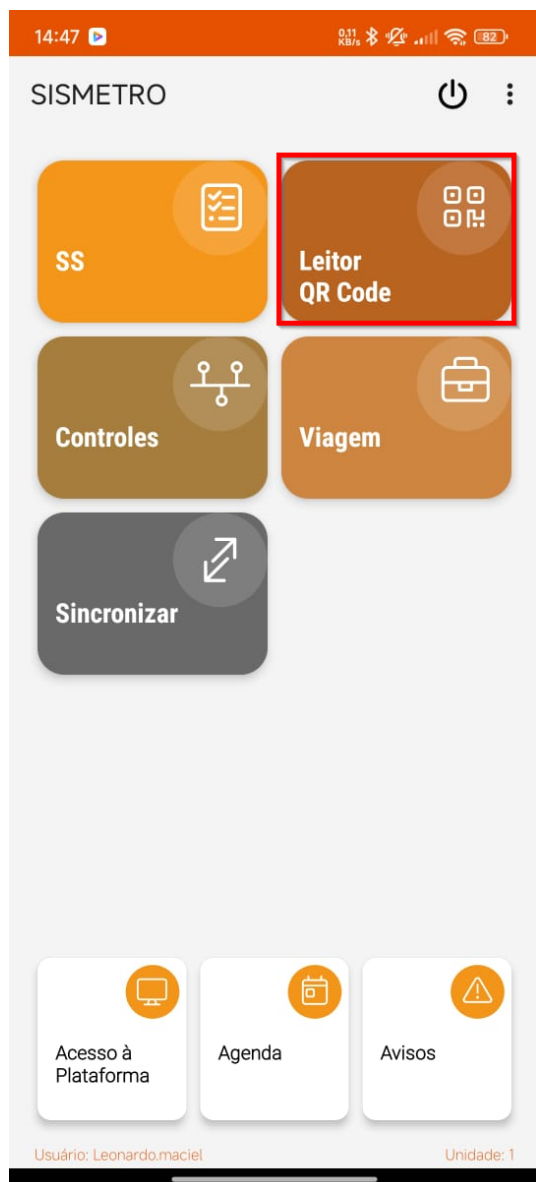 14:47
0,11
KB/s
82
SISMETRO
SS
Leitor
QR Code
Controles
Viagem
Sincronizar
Acesso à
Plataforma
Agenda
Avisos
Usuário: Leonardo.maciel
Unidade: 1